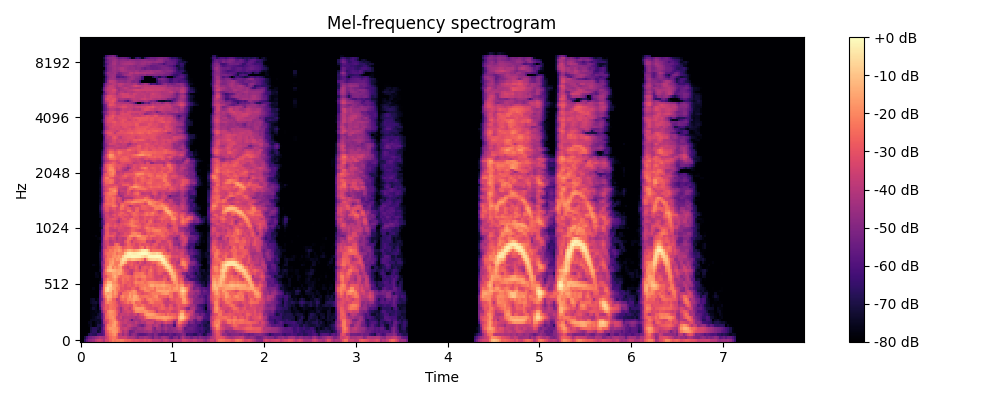 Mel-frequency spectrogram
Hz
8192
4096
2048
1024
512
0
0 1 2 3 4 5 6 7
Time
+0 dB
-10 dB
-20 dB
-30 dB
-40 dB
-50 dB
-60 dB
-70 dB
-80 dB